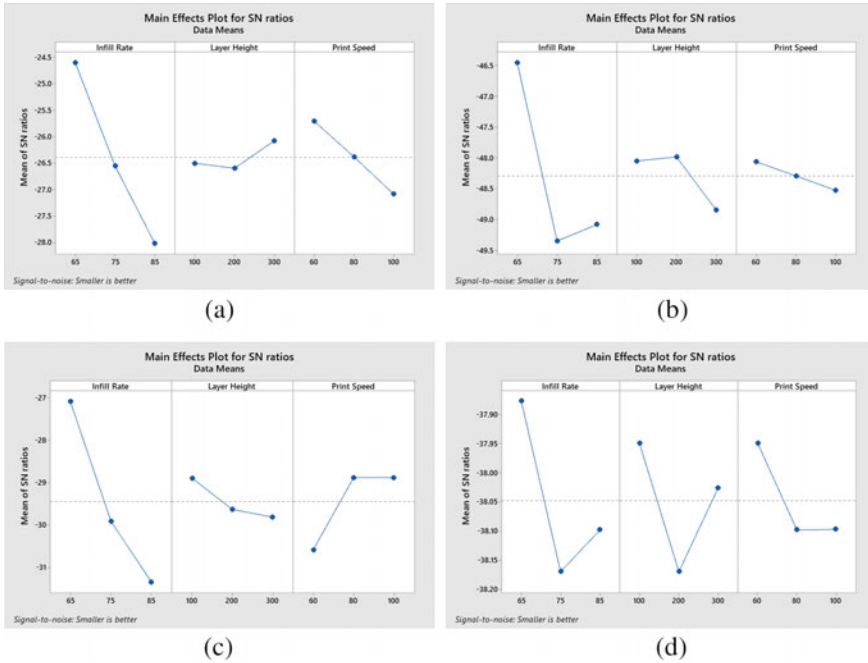 Main Effects Plot for SN ratios
Data Means
Infill Rate Layer Height Print Speed
Mean of SN ratios
-24.5
-25.0
-25.5
-26.0
-26.5
-27.0
-27.5
-28.0
65 75 85 100 200 300 60 80 100
Signal-to-noise: Smaller is better
(a)
Main Effects Plot for SN ratios
Data Means
Infill Rate Layer Height Print Speed
Mean of SN ratios
-46.5
-47.0
-47.5
-48.0
-48.5
-49.0
-49.5
65 75 85 100 200 300 60 80 100
Signal-to-noise: Smaller is better
(b)
Main Effects Plot for SN ratios
Data Means
Infill Rate Layer Height Print Speed
Mean of SN ratios
-27
-28
-29
-30
-31
65 75 85 100 200 300 60 80 100
Signal-to-noise: Smaller is better
(c)
Main Effects Plot for SN ratios
Data Means
Infill Rate Layer Height Print Speed
Mean of SN ratios
-37.90
-37.95
-38.00
-38.05
-38.10
-38.15
-38.20
65 75 85 100 200 300 60 80 100
Signal-to-noise: Smaller is better
(d)